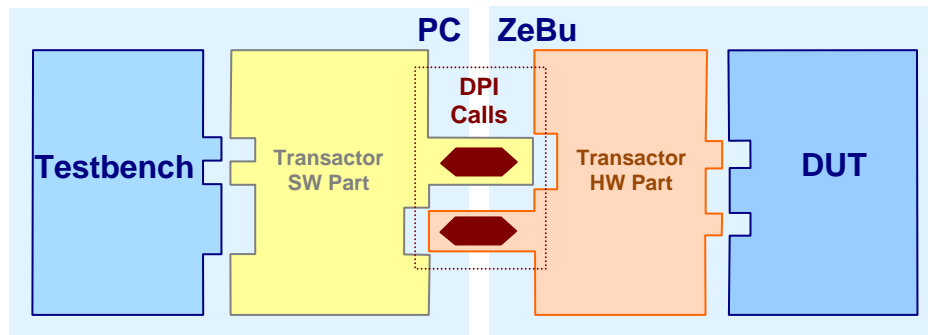 PC
ZeBu
DPI
Calls
Testbench
Transactor
SW Part
Transactor
HW Part
DUT